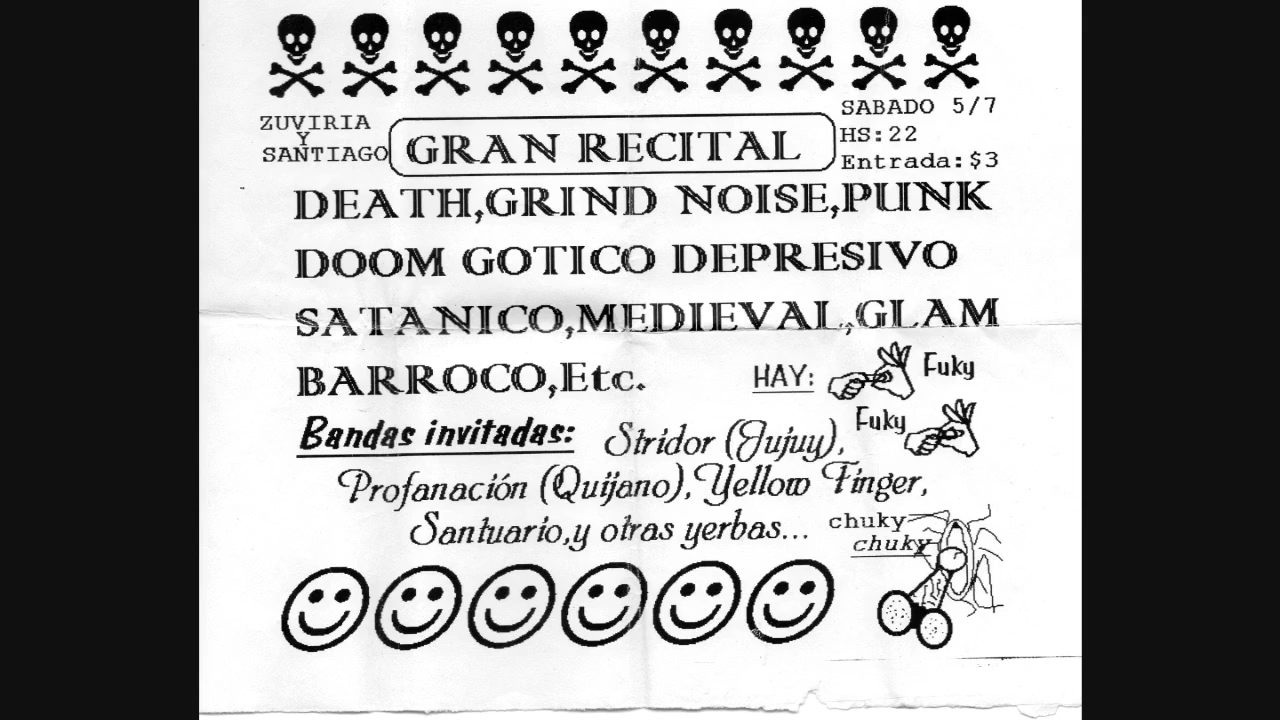 ZUVIRIA
Y
SANTIAGO
GRAN RECITAL
SABADO 5/7
HS:22
Entrada:$3
DEATH,GRIND NOISE,PUNK
DOOM GOTICO DEPRESIVO
SATANICO,MEDIEVAL,GLAM
BARROCO,Etc.
HAY:
Fuky
Fuky
Bandas invitadas: Stridor (Jujuy),
Profanación (Quijano),Yellow Finger,
Santuario,y otras yerbas...
chuky
chuky